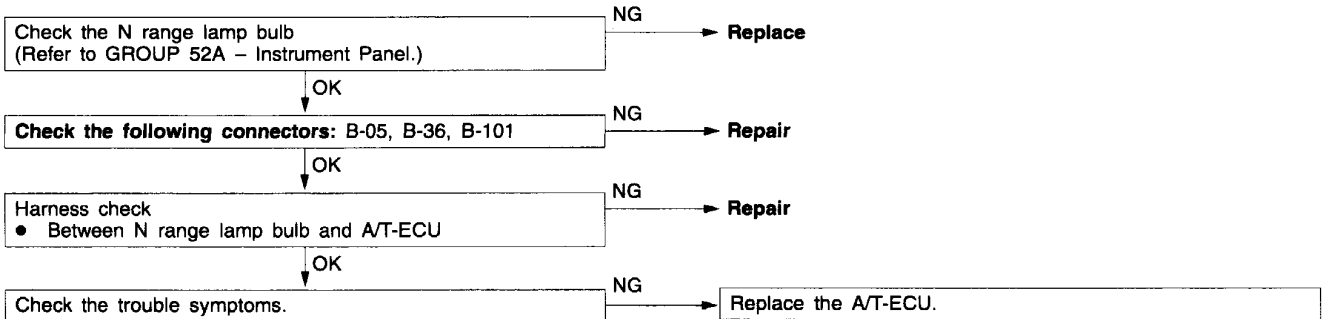 Check the N range lamp bulb
(Refer to GROUP 52A – Instrument Panel.)
NG
Replace
OK
Check the following connectors: B-05, B-36, B-101
NG
Repair
OK
Harness check
● Between N range lamp bulb and A/T-ECU
NG
Repair
OK
Check the trouble symptoms.
NG
Replace the A/T-ECU.